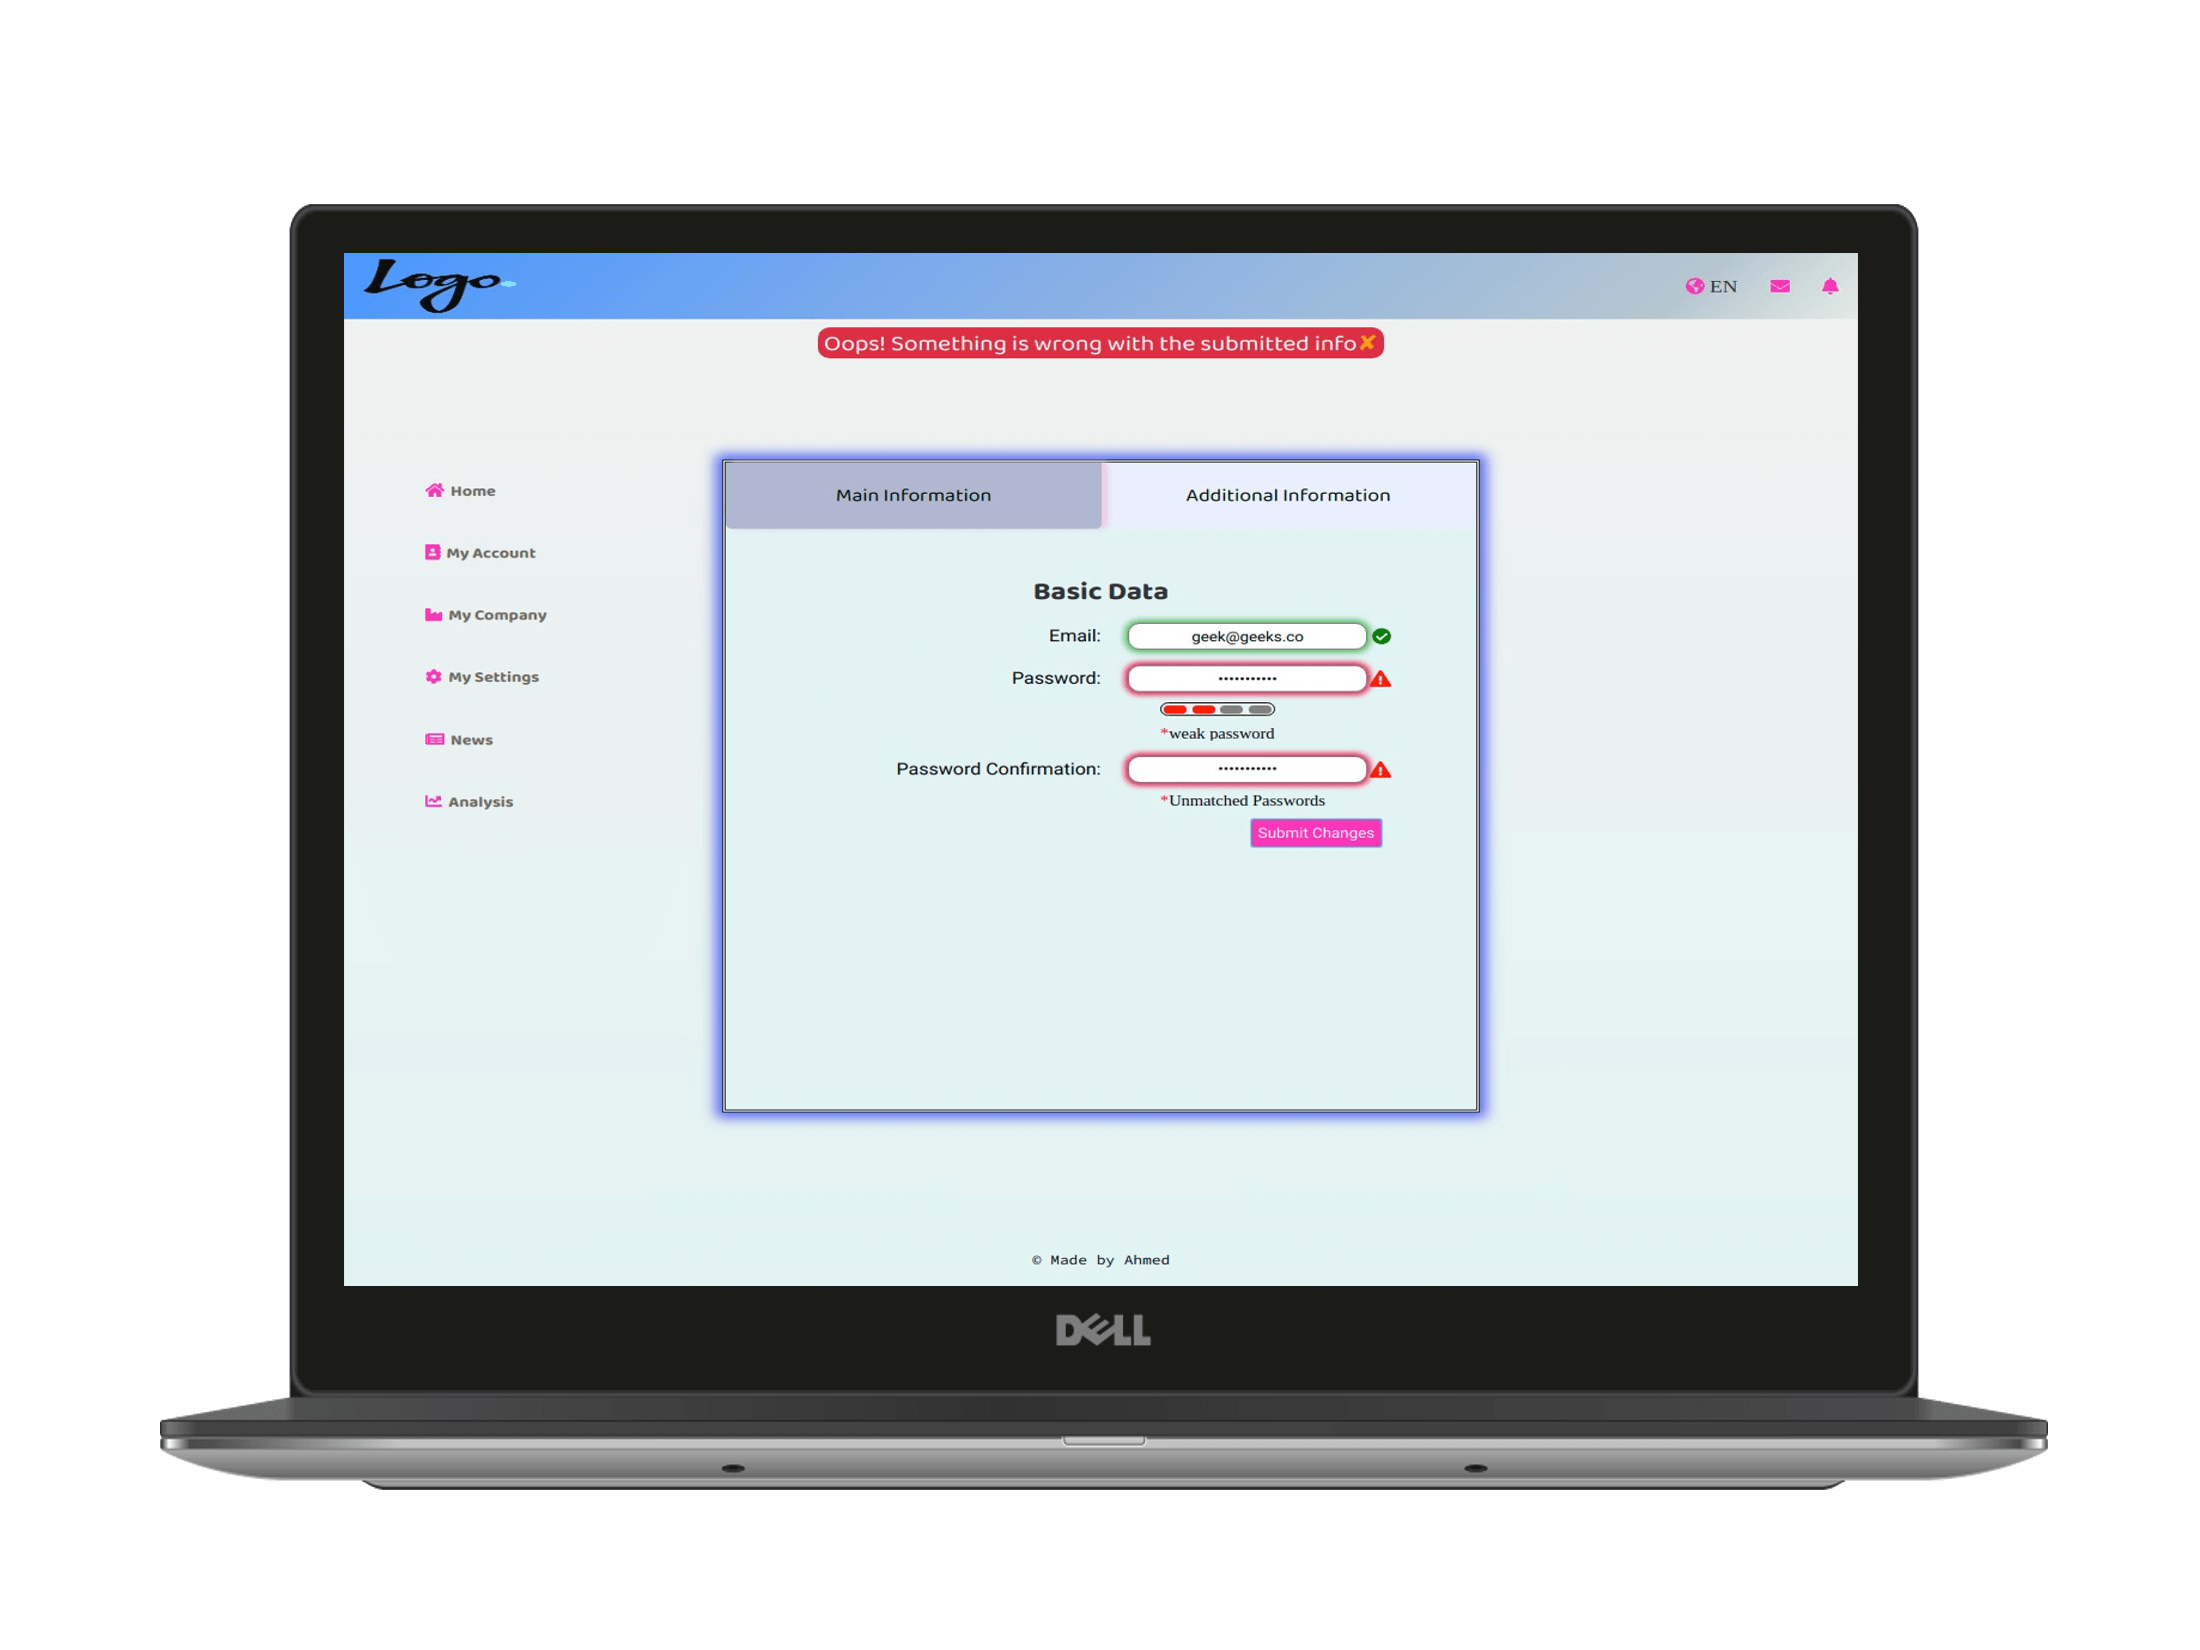 Logo
EN
Oops! Something is wrong with the submitted info✘
Home
My Account
My Company
My Settings
News
Analysis
Main Information
Additional Information
Basic Data
Email: geek@geeks.co
Password: •••••••••••
*weak password
Password Confirmation: •••••••••••
*Unmatched Passwords
Submit Changes
© Made by Ahmed
DELL